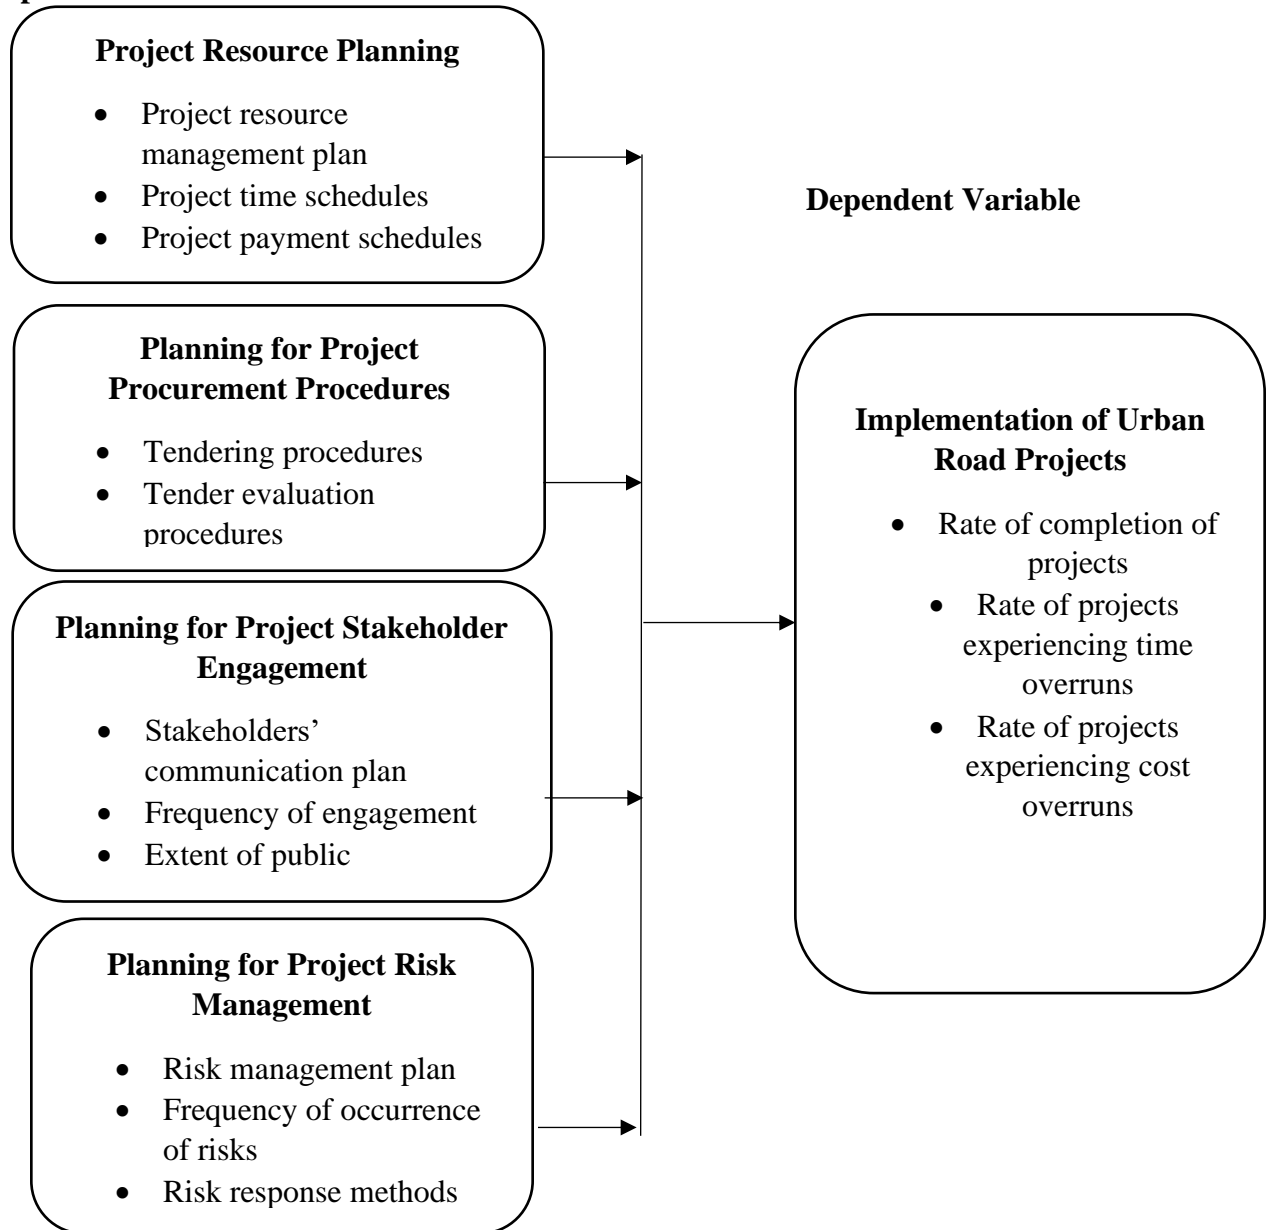 Project Resource Planning
• Project resource
management plan
• Project time schedules
• Project payment schedules
Planning for Project
Procurement Procedures
• Tendering procedures
• Tender evaluation
procedures
Planning for Project Stakeholder
Engagement
• Stakeholders’
communication plan
• Frequency of engagement
• Extent of public
Planning for Project Risk
Management
• Risk management plan
• Frequency of occurrence
of risks
• Risk response methods
Dependent Variable
Implementation of Urban
Road Projects
• Rate of completion of
projects
• Rate of projects
experiencing time
overruns
• Rate of projects
experiencing cost
overruns